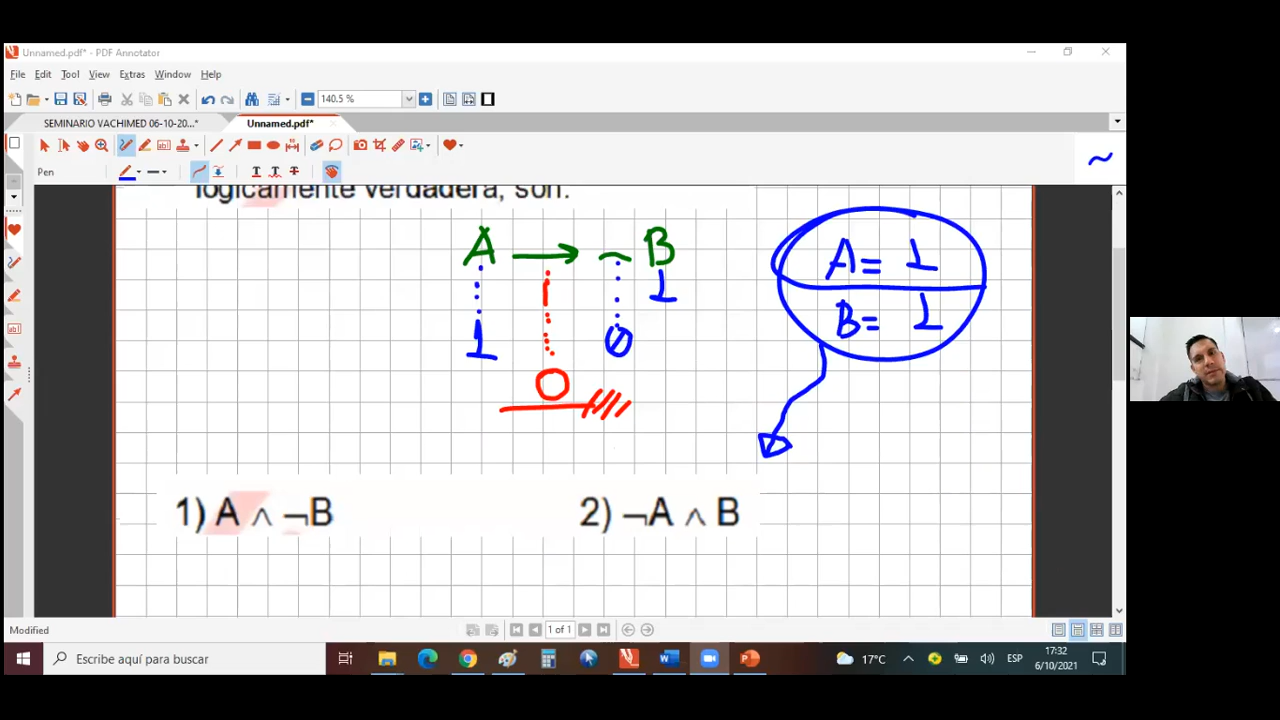 Unnamed.pdf* - PDF Annotator
File Edit Tool View Extras Window Help
140.5 %
SEMINARIO VACHIMED 06-10-20...* Unnamed.pdf*
Pen
~
lógicamente verdadera, son:
A → ~ B
1
1 0
0
A = 1
B = 1
1) A ∧ ¬B 2) ¬A ∧ B
1 of 1
Modified
Escribe aquí para buscar
17°C
ESP
17:32
6/10/2021